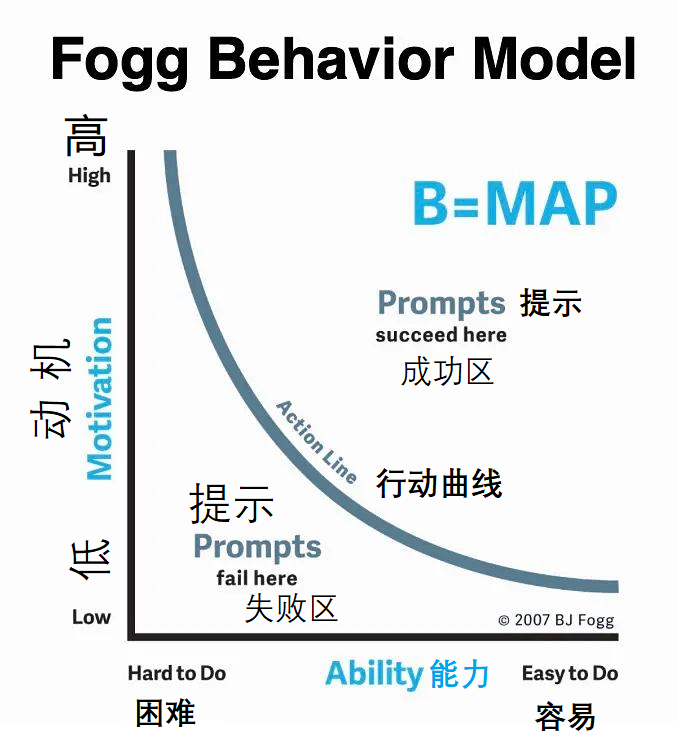 Fogg Behavior Model
高
High
B=MAP
Prompts 提示
succeed here
成功区
动 机
Motivation
Action Line
行动曲线
提示
Prompts
fail here
失败区
低
Low
© 2007 BJ Fogg
Hard to Do
Ability 能力
Easy to Do
困难
容易